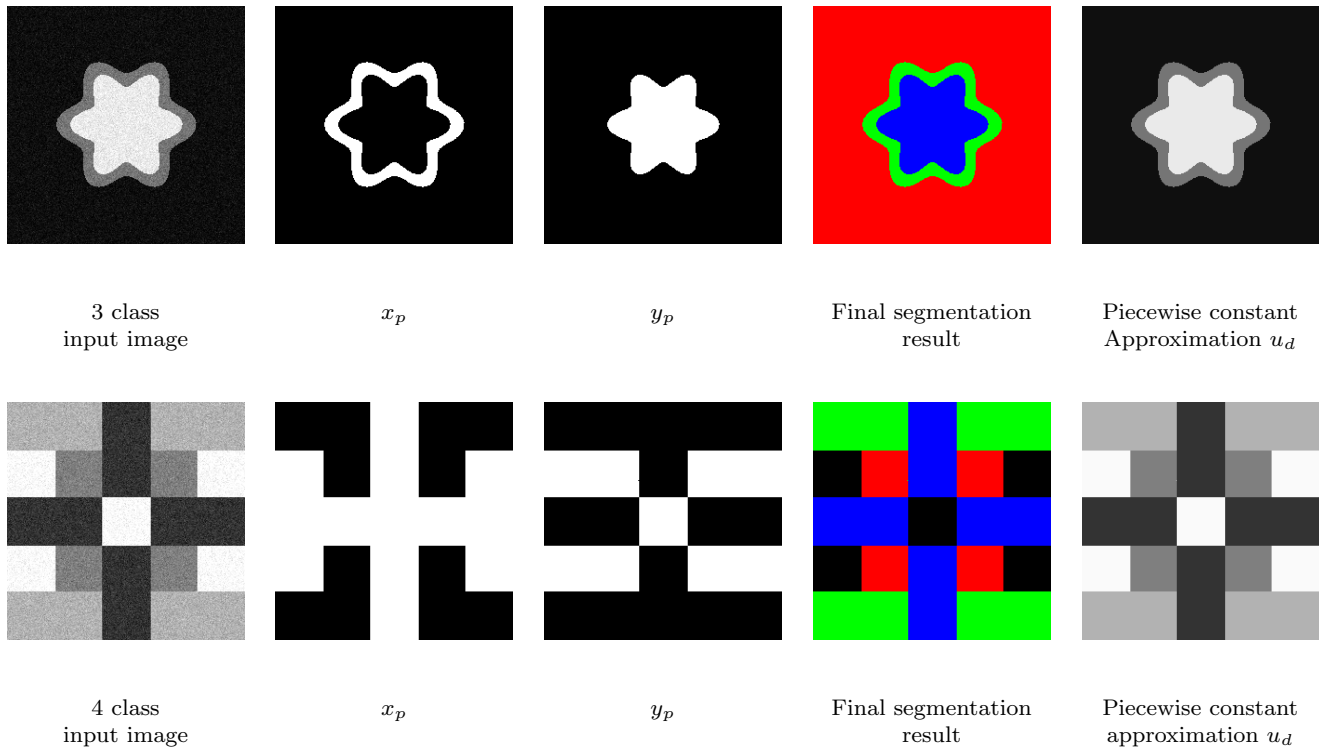 3 class
input image
x_p
y_p
Final segmentation
result
Piecewise constant
Approximation u_d
4 class
input image
x_p
y_p
Final segmentation
result
Piecewise constant
approximation u_d